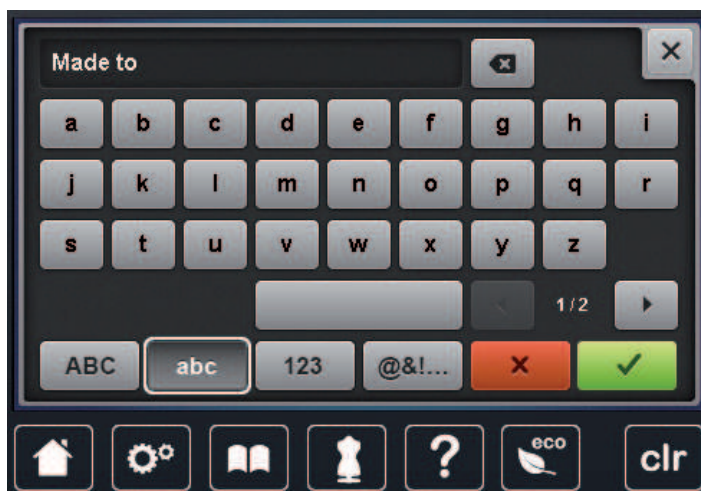 Made to
a b c d e f g h i
j k l m n o p q r
s t u v w x y z
1/2
ABC abc 123 @&!...
? eco clr